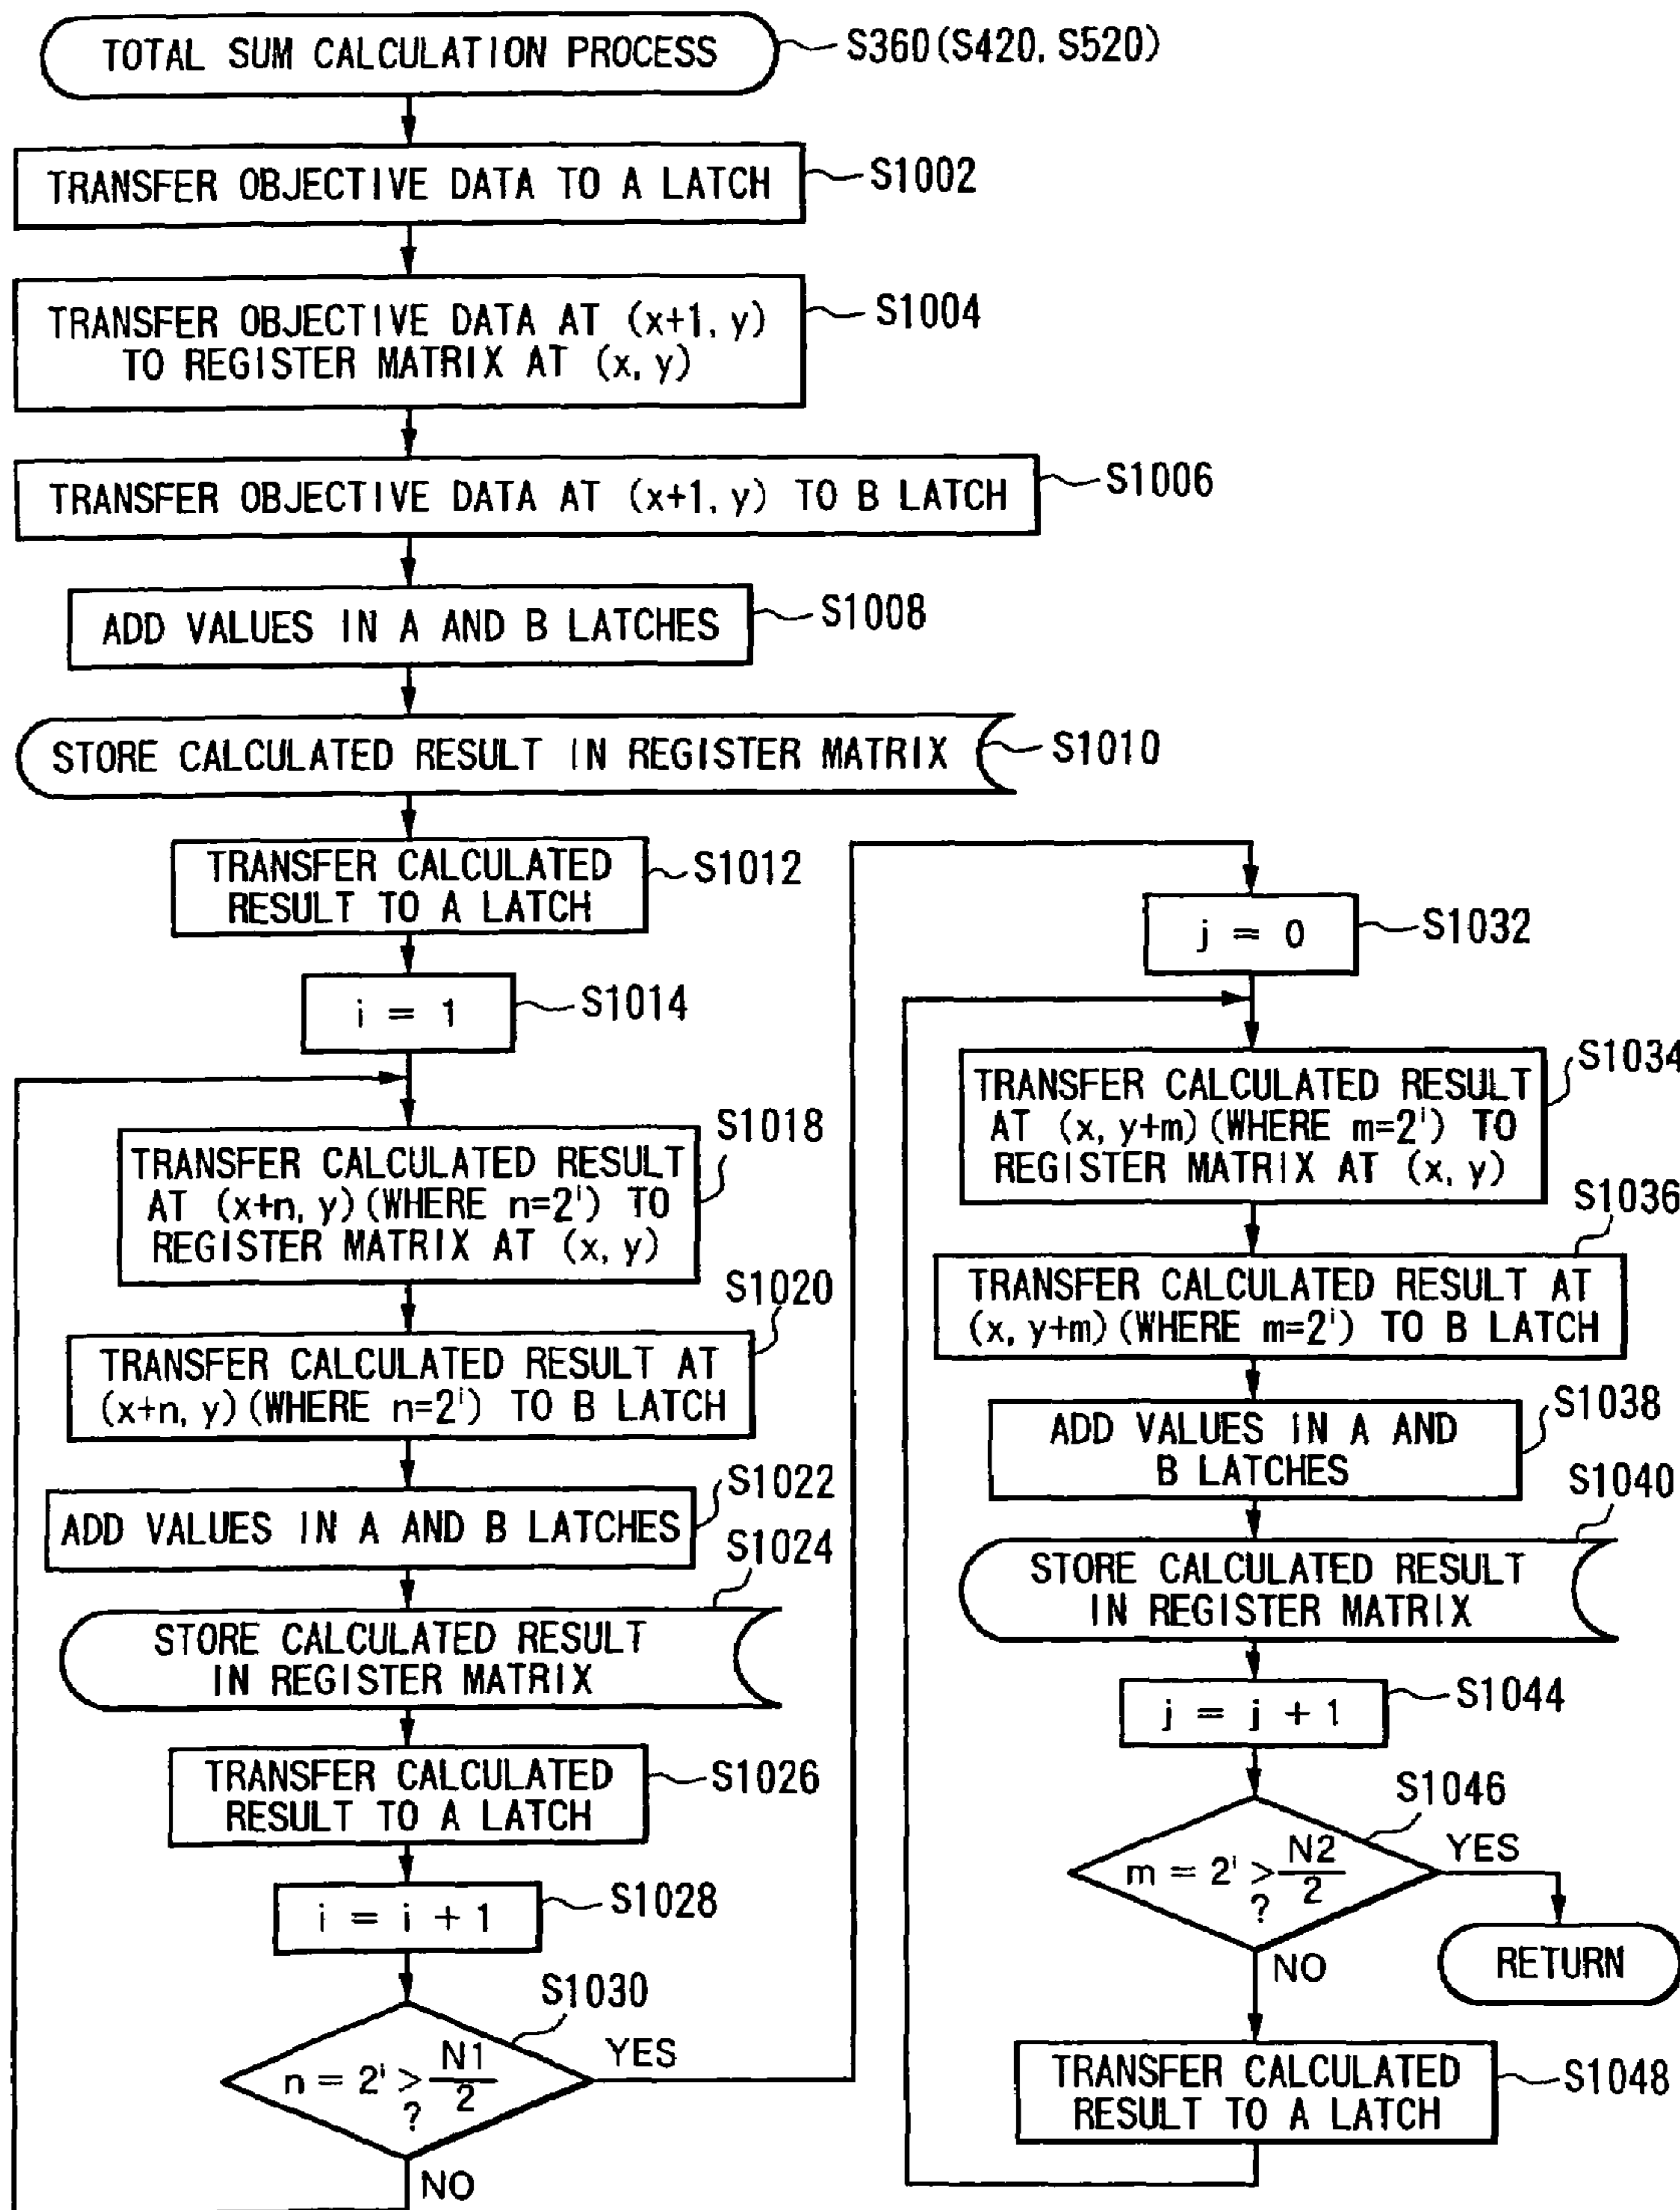 TOTAL SUM CALCULATION PROCESS
S360 (S420, S520)
TRANSFER OBJECTIVE DATA TO A LATCH
S1002
TRANSFER OBJECTIVE DATA AT (x+1, y)
TO REGISTER MATRIX AT (x, y)
S1004
TRANSFER OBJECTIVE DATA AT (x+1, y) TO B LATCH
S1006
ADD VALUES IN A AND B LATCHES
S1008
STORE CALCULATED RESULT IN REGISTER MATRIX
S1010
TRANSFER CALCULATED
RESULT TO A LATCH
S1012
i = 1
S1014
TRANSFER CALCULATED RESULT
AT (x+n, y) (WHERE n=2^i) TO
REGISTER MATRIX AT (x, y)
S1018
TRANSFER CALCULATED RESULT AT
(x+n, y) (WHERE n=2^i) TO B LATCH
S1020
ADD VALUES IN A AND B LATCHES
S1022
STORE CALCULATED RESULT
IN REGISTER MATRIX
S1024
TRANSFER CALCULATED
RESULT TO A LATCH
S1026
i = i + 1
S1028
n = 2^i > N1/2
?
S1030
YES
NO
j = 0
S1032
TRANSFER CALCULATED RESULT
AT (x, y+m) (WHERE m=2^i) TO
REGISTER MATRIX AT (x, y)
S1034
TRANSFER CALCULATED RESULT AT
(x, y+m) (WHERE m=2^i) TO B LATCH
S1036
ADD VALUES IN A AND
B LATCHES
S1038
STORE CALCULATED RESULT
IN REGISTER MATRIX
S1040
j = j + 1
S1044
m = 2^i > N2/2
?
S1046
YES
RETURN
NO
TRANSFER CALCULATED
RESULT TO A LATCH
S1048